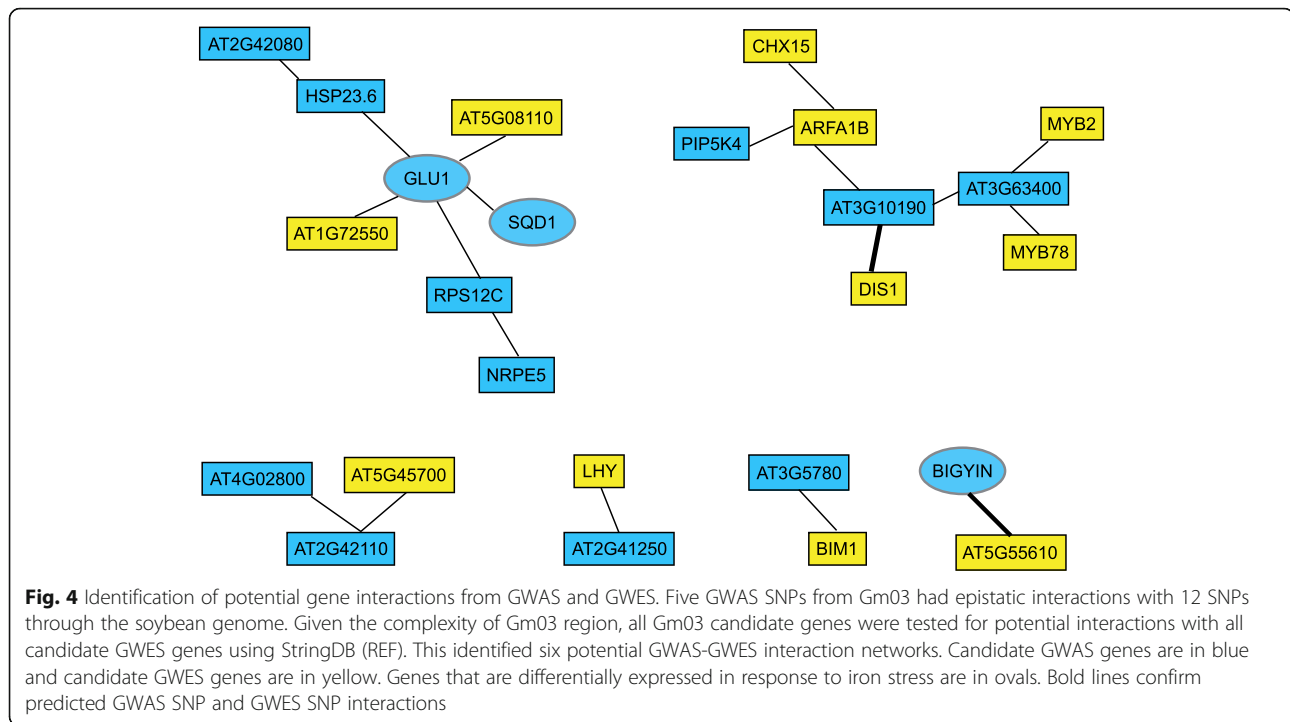 AT2G42080
HSP23.6
AT5G08110
GLU1
SQD1
AT1G72550
RPS12C
NRPE5
CHX15
ARFA1B
PIP5K4
MYB2
AT3G63400
AT3G10190
MYB78
DIS1
AT4G02800
AT5G45700
AT2G42110
LHY
AT2G41250
AT3G5780
BIM1
BIGYIN
AT5G55610
Fig. 4 Identification of potential gene interactions from GWAS and GWES. Five GWAS SNPs from Gm03 had epistatic interactions with 12 SNPs
through the soybean genome. Given the complexity of Gm03 region, all Gm03 candidate genes were tested for potential interactions with all
candidate GWES genes using StringDB (REF). This identified six potential GWAS-GWES interaction networks. Candidate GWAS genes are in blue
and candidate GWES genes are in yellow. Genes that are differentially expressed in response to iron stress are in ovals. Bold lines confirm
predicted GWAS SNP and GWES SNP interactions